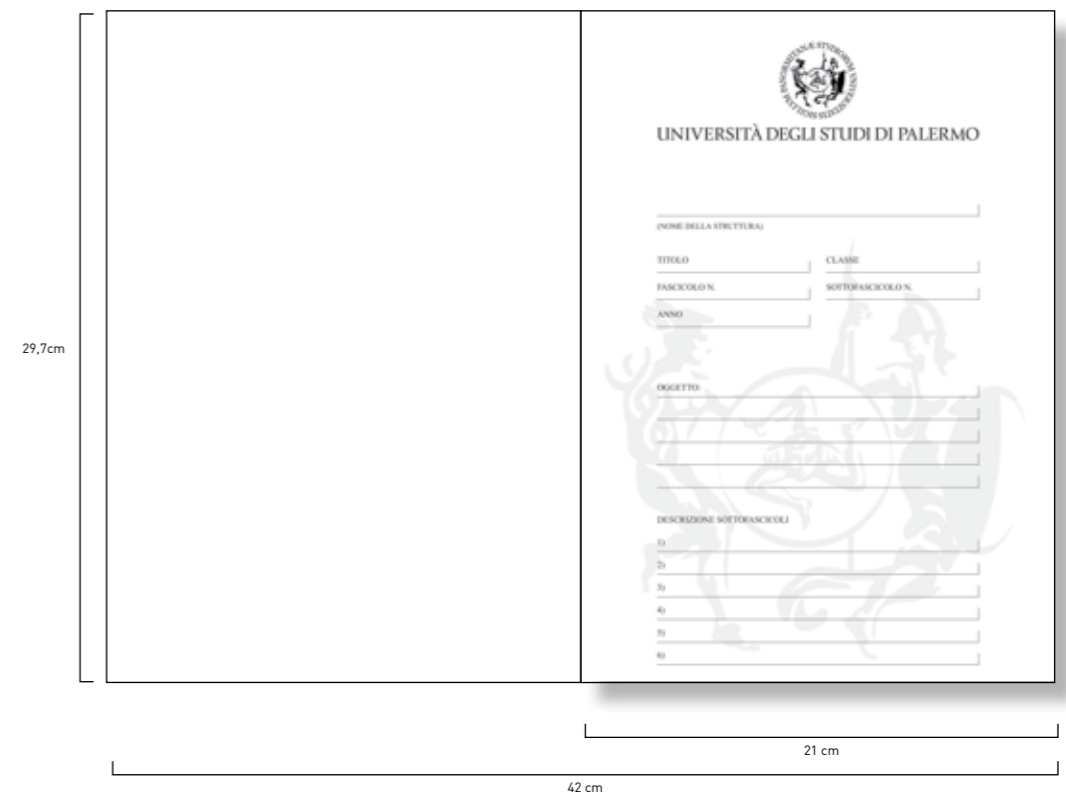 UNIVERSITÀ DEGLI STUDI DI PALERMO
(NOME DELLA STRUTTURA)
TITOLO CLASSE
FASCICOLO N. SOTTOFASCICOLO N.
ANNO
29,7cm
OGGETTO
DESCRIZIONE SOTTOFASCICOLI
1)
2)
3)
4)
5)
6)
21 cm
42 cm